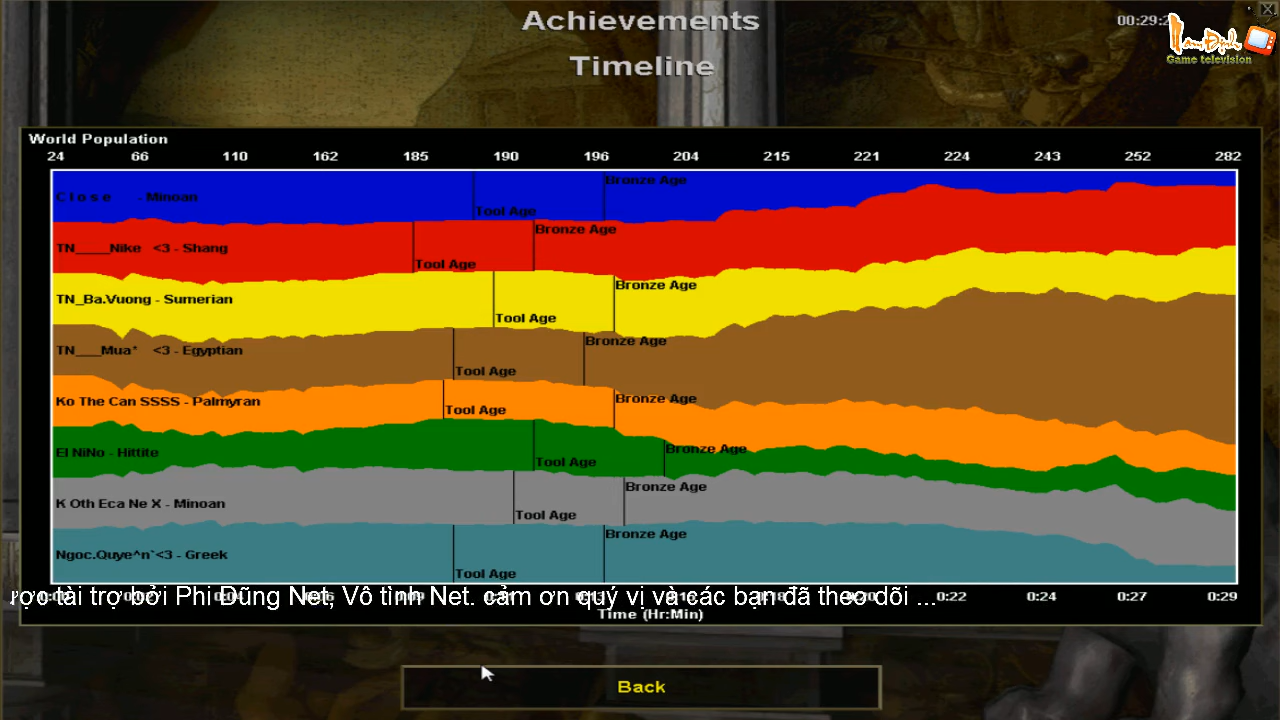 Achievements
00:29:2
Nam Định
Game television
Timeline
World Population
24 66 110 162 185 190 196 204 215 221 224 243 252 282
Close - Minoan
Tool Age
Bronze Age
TN____Nike <3 - Shang
Tool Age
Bronze Age
TN_Ba.Vuong - Sumerian
Tool Age
Bronze Age
TN___Mua* <3 - Egyptian
Tool Age
Bronze Age
Ko The Can SSSS - Palmyran
Tool Age
Bronze Age
El NiNo - Hittite
Tool Age
Bronze Age
K Oth Eca Ne X - Minoan
Tool Age
Bronze Age
Ngoc.Quye^n`<3 - Greek
Tool Age
Bronze Age
ược tài trợ bởi Phi Dũng Net, Vô tình Net. cảm ơn quý vị và các bạn đã theo dõi ...
0:22 0:27 0:29
Time (Hr:Min)
Back